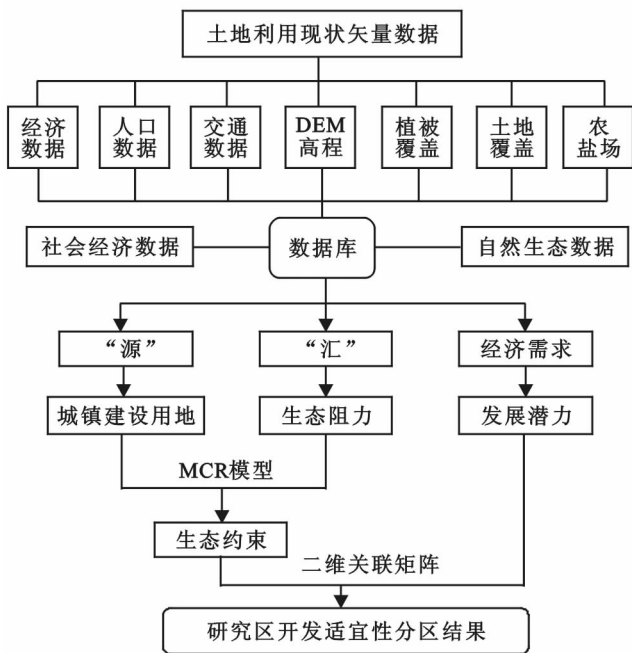 土地利用现状矢量数据
经济
数据
人口
数据
交通
数据
DEM
高程
植被
覆盖
土地
覆盖
农
盐场
社会经济数据
数据库
自然生态数据
“源”
“汇”
经济需求
城镇建设用地
生态阻力
发展潜力
MCR模型
生态约束
二维关联矩阵
研究区开发适宜性分区结果